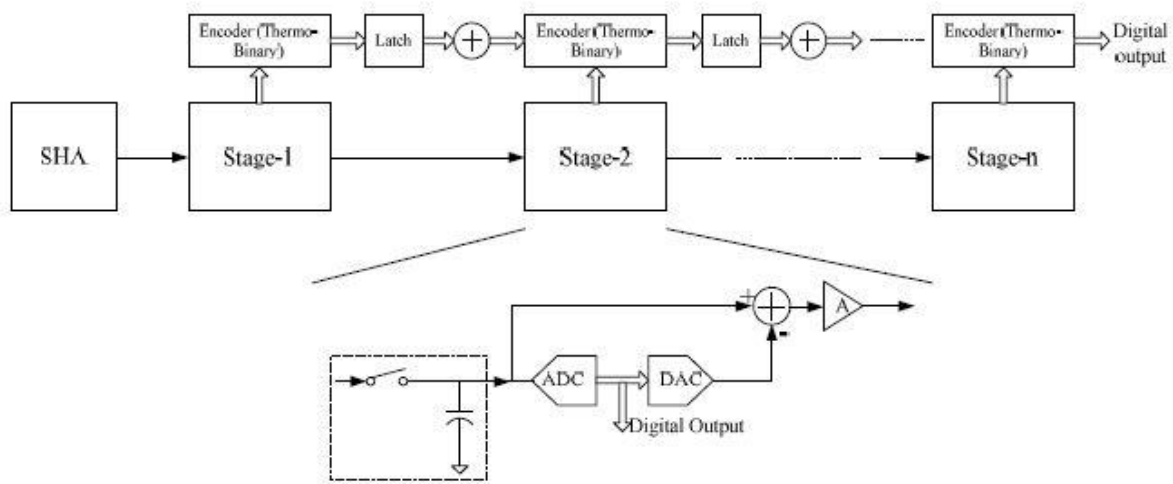 Encoder (Thermo-
Binary)
Latch
Encoder (Thermo-
Binary)
Latch
Encoder (Thermo-
Binary)
Digital
output
SHA
Stage-1
Stage-2
Stage-n
+
A
-
ADC
DAC
Digital Output